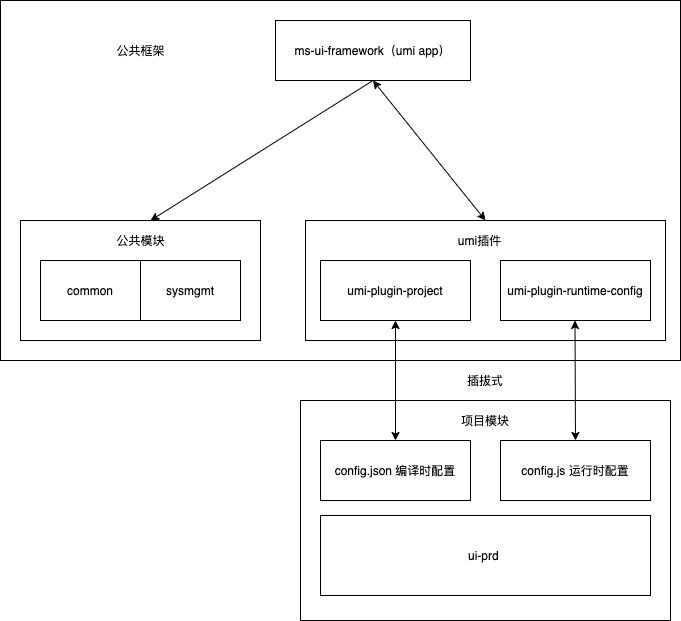 公共框架
ms-ui-framework（umi app）
公共模块
umi插件
common
sysmgmt
umi-plugin-project
umi-plugin-runtime-config
插拔式
项目模块
config.json 编译时配置
config.js 运行时配置
ui-prd